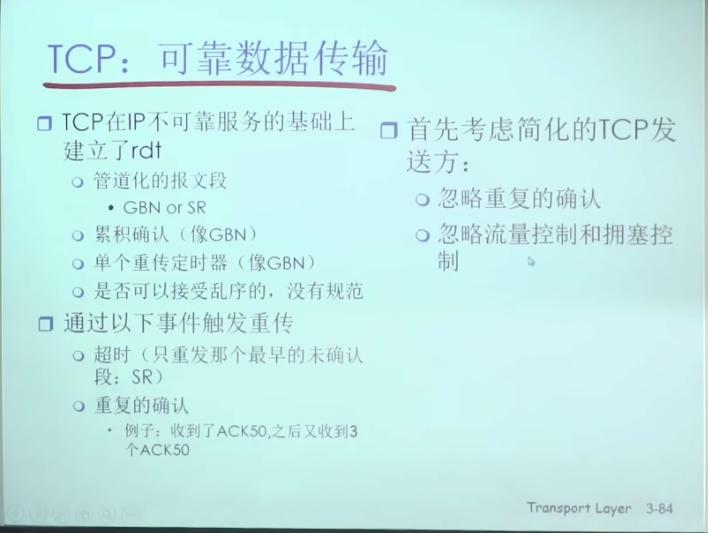 TCP：可靠数据传输
TCP在IP不可靠服务的基础上
建立了rdt
管道化的报文段
GBN or SR
累积确认（像GBN）
单个重传定时器（像GBN）
是否可以接受乱序的，没有规范
通过以下事件触发重传
超时（只重发那个最早的未确认
段：SR）
重复的确认
例子：收到了ACK50,之后又收到3
个ACK50
首先考虑简化的TCP发
送方：
忽略重复的确认
忽略流量控制和拥塞控
制
Transport Layer 3-84